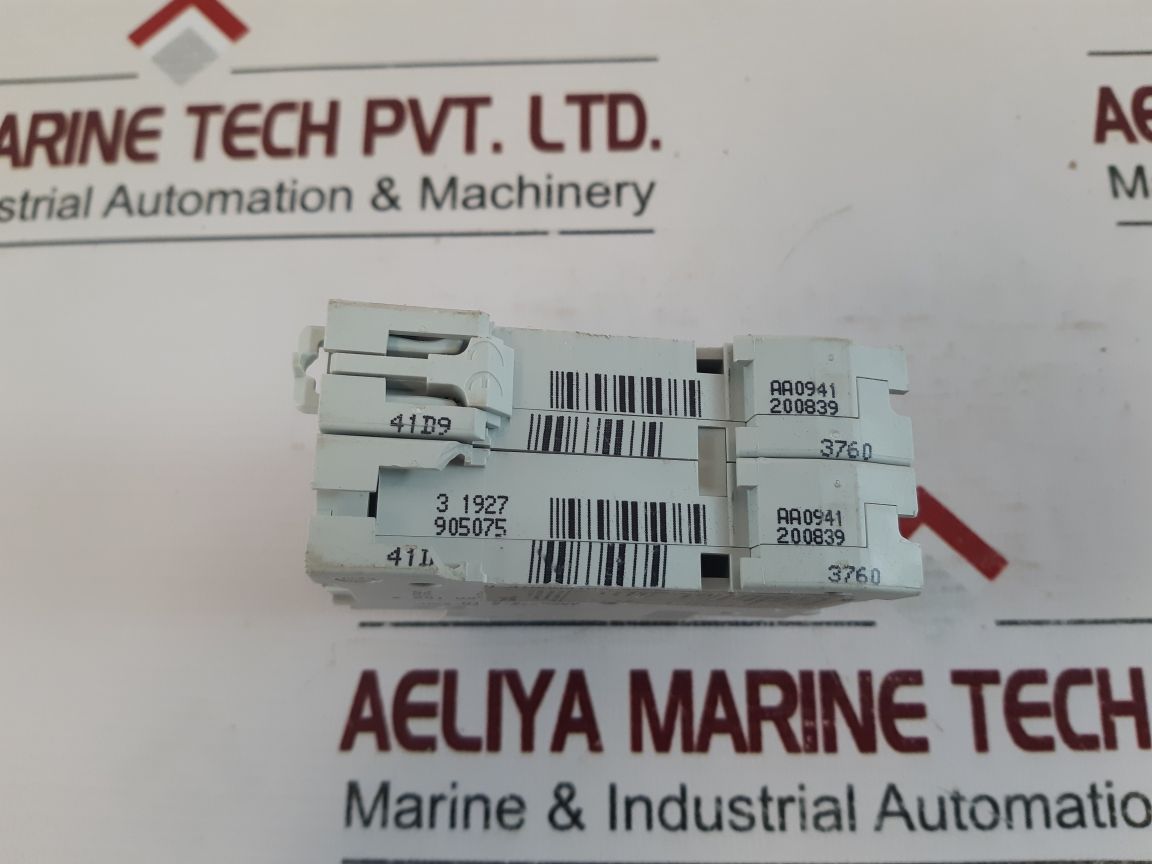 ARINE TECH PVT. LTD.
strial Automation & Machinery
AE
M
41D9
AA0941
200839
3760
3 1927
905075
41
AA0941
200839
3760
AELIYA MARINE TECH
Marine & Industrial Automatio